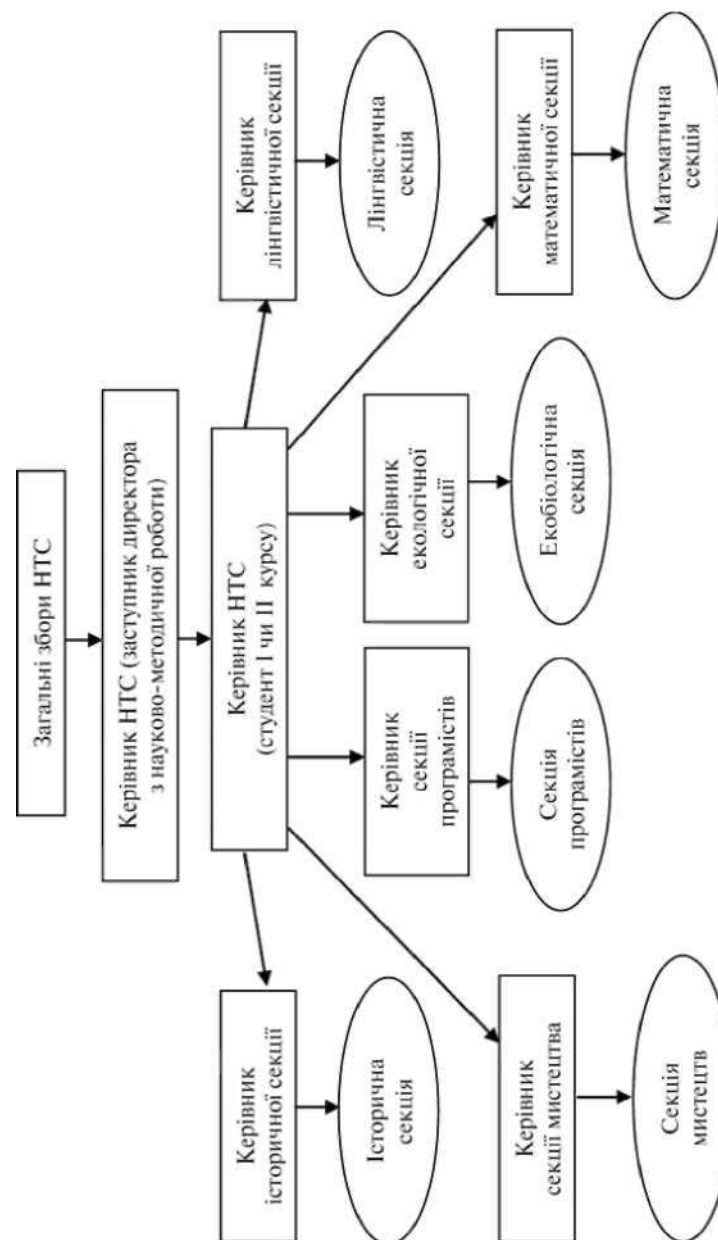 Загальні збори НТС
Керівник НТС (заступник директора
з науково-методичної роботи)
Керівник НТС
(студент I чи II курсу)
Керівник
історичної секції
Історична
секція
Керівник
секції мистецтва
Секція
мистецтв
Керівник
секції
програмістів
Секція
програмістів
Керівник
екологічної
секції
Екобіологічна
секція
Керівник
лінгвістичної секції
Лінгвістична
секція
Керівник
математичної секції
Математична
секція